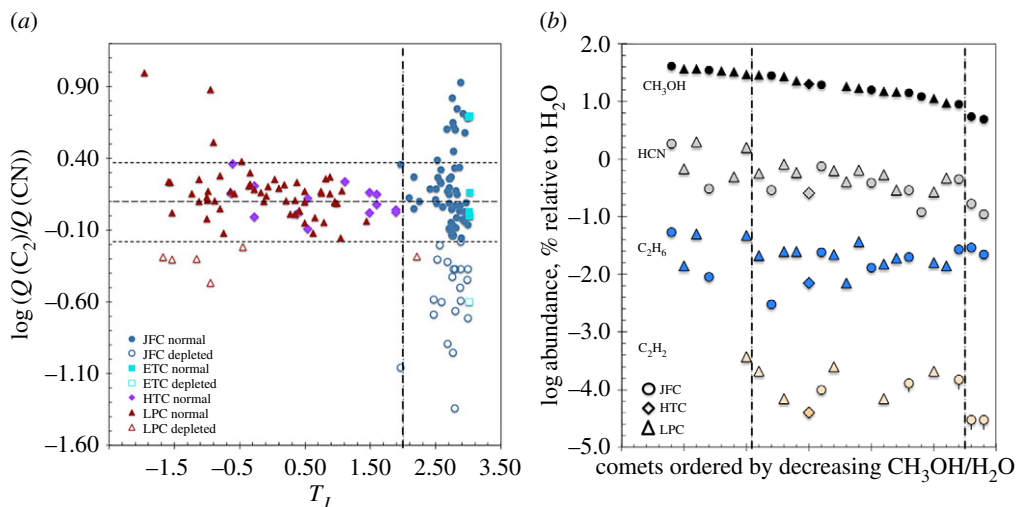 (a)
log (Q (C₂)/Q (CN))
0.90
0.40
−0.10
−0.60
−1.10
−1.60
JFC normal
JFC depleted
ETC normal
ETC depleted
HTC normal
LPC normal
LPC depleted
−1.5 −0.5 0.50 1.50 2.50 3.50
T_J
(b)
log abundance, % relative to H₂O
2.0
1.0
0
−1.0
−2.0
−3.0
−4.0
−5.0
CH₃OH
HCN
C₂H₆
C₂H₂
JFC
HTC
LPC
comets ordered by decreasing CH₃OH/H₂O